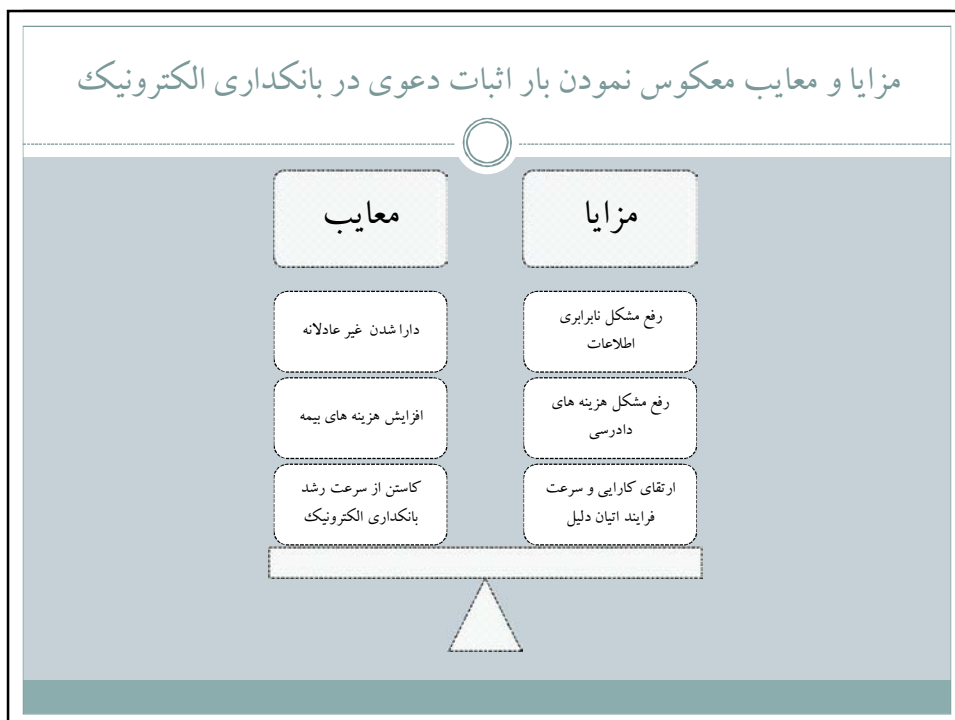 مزایا و معایب معکوس نمودن بار اثبات دعوی در بانکداری الکترونیک
مزایا
رفع مشکل نابرابری
اطلاعات
رفع مشکل هزینه های
دادرسی
ارتقای کارایی و سرعت
فرایند اتیان دلیل
معایب
دارا شدن غیر عادلانه
افزایش هزینه های بیمه
کاستن از سرعت رشد
بانکداری الکترونیک